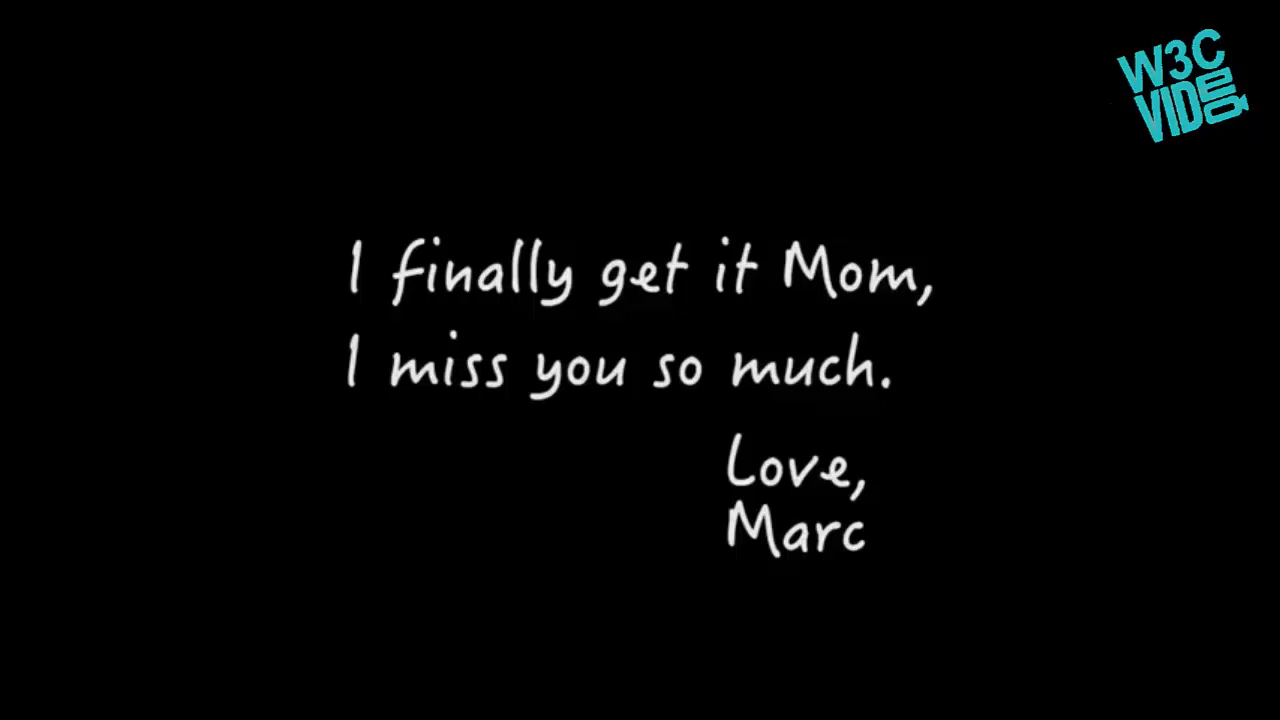 W3C
VIDEO
I finally get it Mom,
I miss you so much.
Love,
Marc